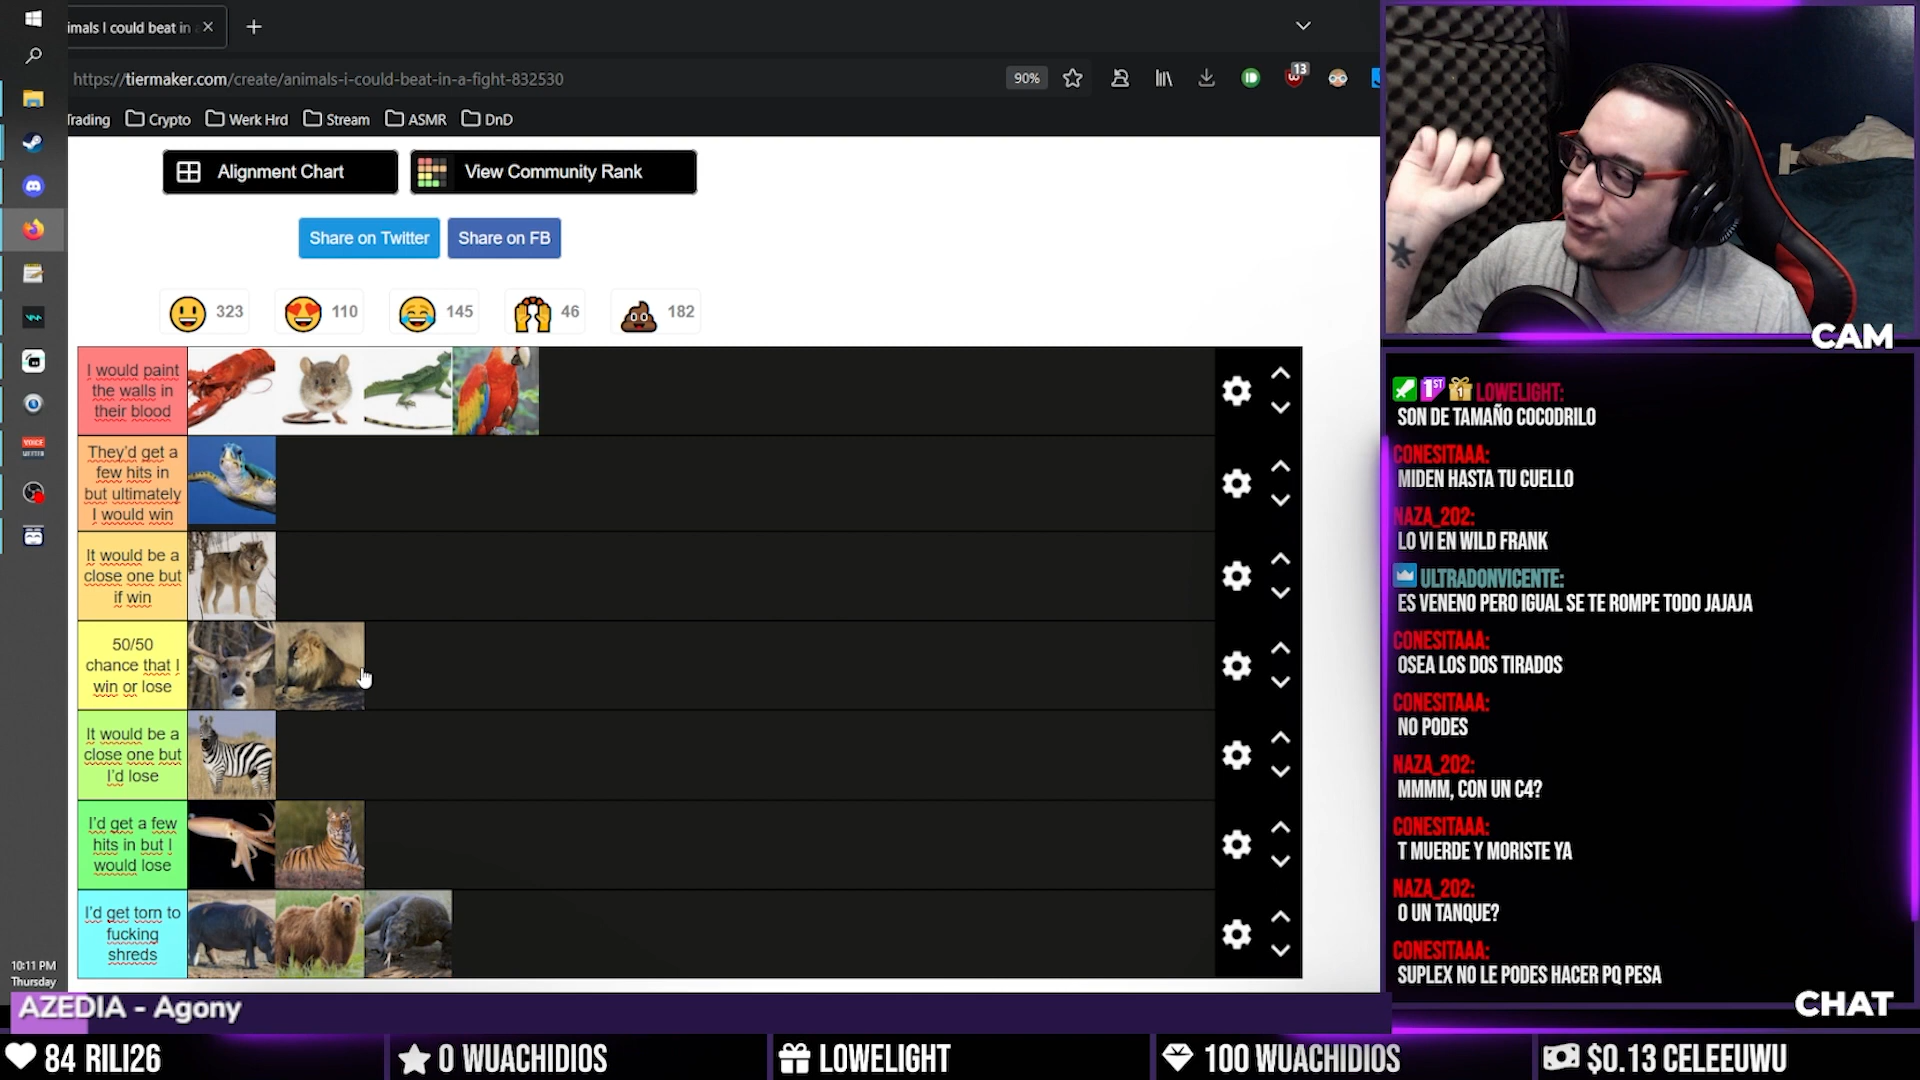 imals I could beat in
https://tiermaker.com/create/animals-i-could-beat-in-a-fight-832530
90%
13
Trading
Crypto
Werk Hrd
Stream
ASMR
DnD
Alignment Chart
View Community Rank
Share on Twitter
Share on FB
323
110
145
46
182
I would paint
the walls in
their blood
They'd get a
few hits in
but ultimately
I would win
It would be a
close one but
if win
50/50
chance that I
win or lose
It would be a
close one but
I'd lose
I'd get a few
hits in but I
would lose
I'd get torn to
fucking
shreds
10:11 PM
Thursday
CAM
1ST
1
LOWELIGHT:
SON DE TAMAÑO COCODRILO
CONESITAAA:
MIDEN HASTA TU CUELLO
NAZA_202:
LO VI EN WILD FRANK
ULTRADONVICENTE:
ES VENENO PERO IGUAL SE TE ROMPE TODO JAJAJA
CONESITAAA:
OSEA LOS DOS TIRADOS
CONESITAAA:
NO PODES
NAZA_202:
MMMM, CON UN C4?
CONESITAAA:
T MUERDE Y MORISTE YA
NAZA_202:
O UN TANQUE?
CONESITAAA:
SUPLEX NO LE PODES HACER PQ PESA
CHAT
AZEDIA - Agony
84 RILI26
0 WUACHIDIOS
LOWELIGHT
100 WUACHIDIOS
$0.13 CELEEUWU